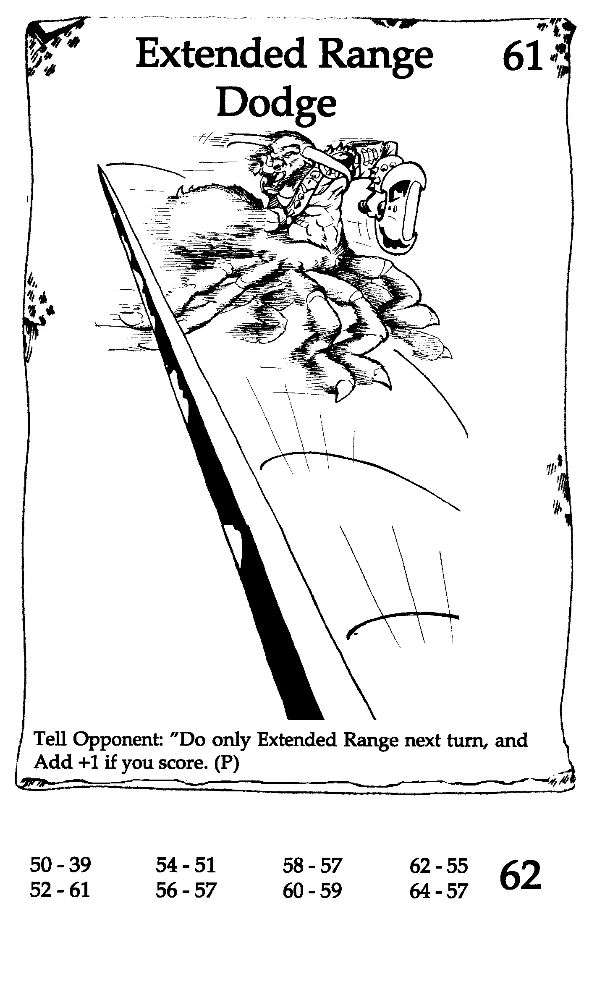 Extended Range 61
Dodge
Tell Opponent: "Do only Extended Range next turn, and
Add +1 if you score. (P)
50 - 39 54 - 51 58 - 57 62 - 55 62
52 - 61 56 - 57 60 - 59 64 - 57